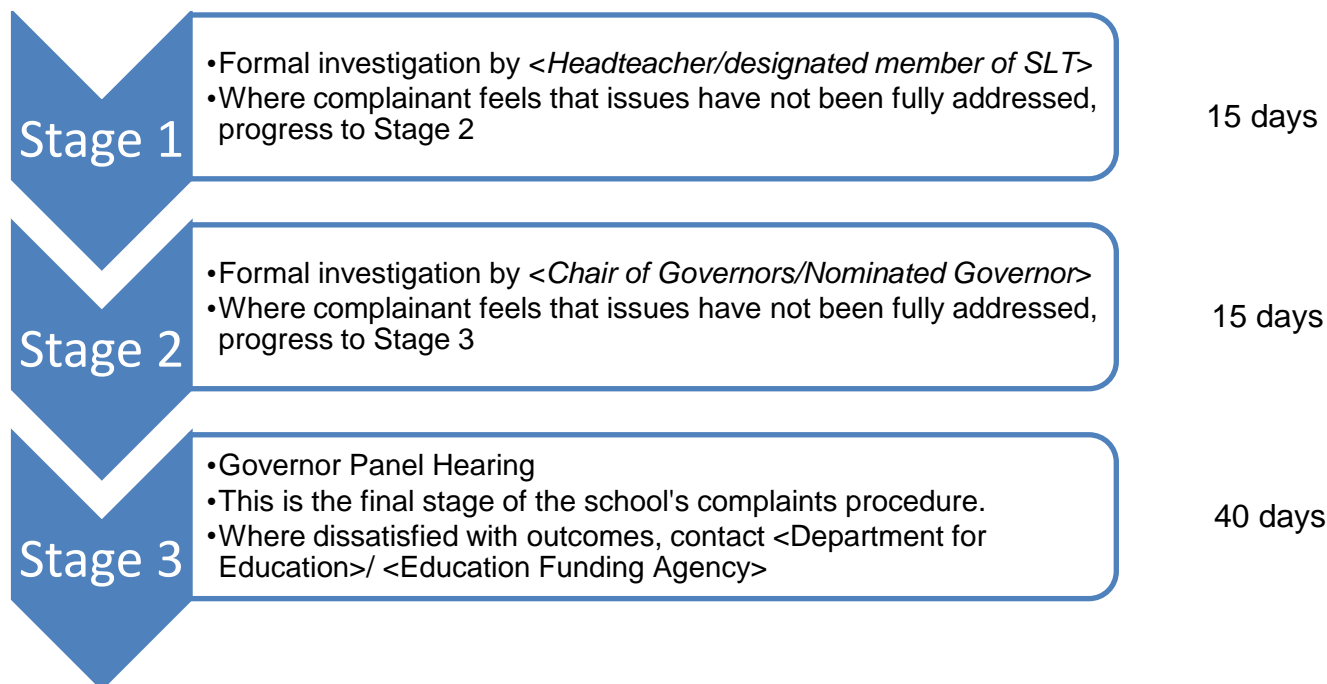 Stage 1
•Formal investigation by <Headteacher/designated member of SLT>
•Where complainant feels that issues have not been fully addressed,
progress to Stage 2
15 days
Stage 2
•Formal investigation by <Chair of Governors/Nominated Governor>
•Where complainant feels that issues have not been fully addressed,
progress to Stage 3
15 days
Stage 3
•Governor Panel Hearing
•This is the final stage of the school's complaints procedure.
•Where dissatisfied with outcomes, contact <Department for
Education>/ <Education Funding Agency>
40 days